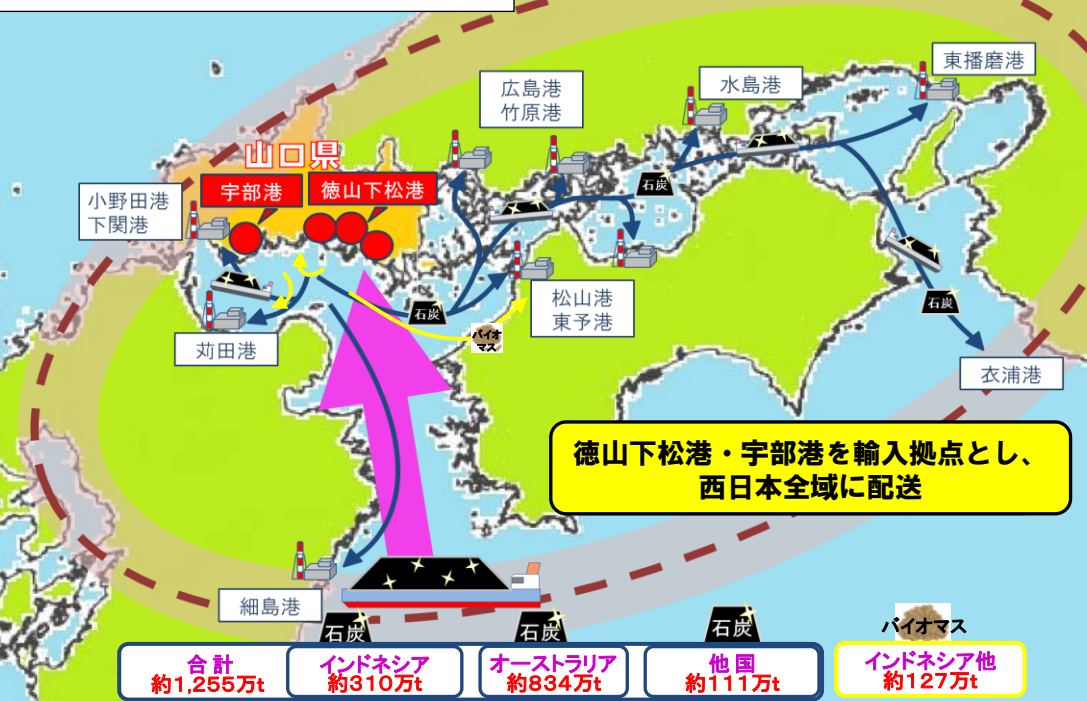 東播磨港
広島港
竹原港
水島港
山口県
石炭
小野田港
下関港
宇部港
徳山下松港
石炭
バイオ
マス
松山港
東予港
石炭
苅田港
衣浦港
徳山下松港・宇部港を輸入拠点とし、
西日本全域に配送
細島港
石炭
石炭
石炭
バイオマス
合計
約1,255万t
インドネシア
約310万t
オーストラリア
約834万t
他国
約111万t
インドネシア他
約127万t